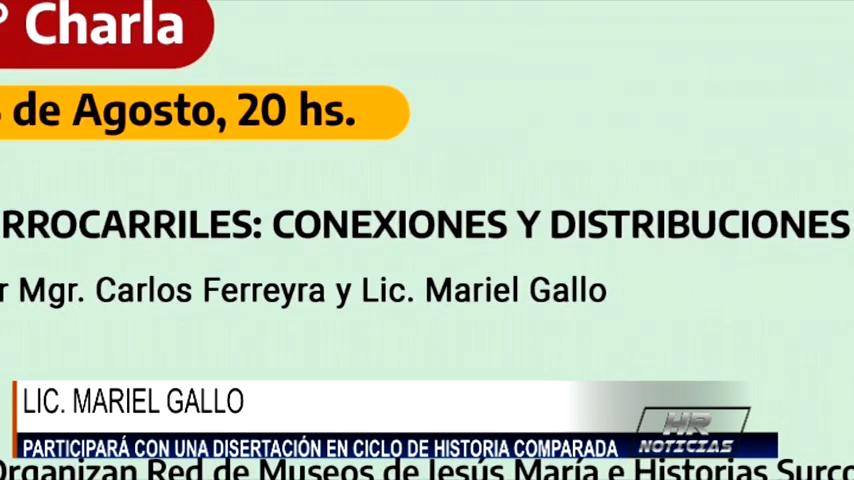 ° Charla
de Agosto, 20 hs.
RROCARRILES: CONEXIONES Y DISTRIBUCIONES
r Mgr. Carlos Ferreyra y Lic. Mariel Gallo
LIC. MARIEL GALLO
HR
PARTICIPARÁ CON UNA DISERTACIÓN EN CICLO DE HISTORIA COMPARADA
NOTICIAS
Organizan Red de Museos de Jesús María e Historias Surco